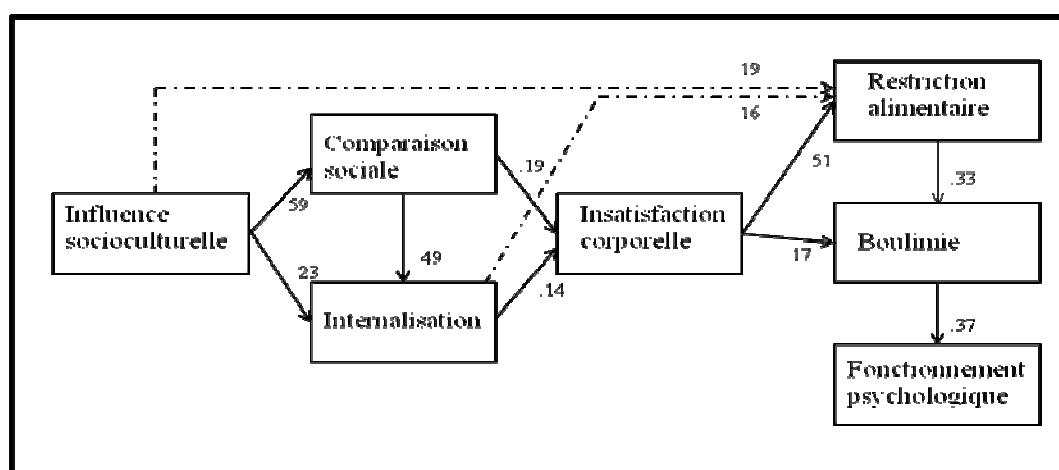 19
Restriction
alimentaire
16
Comparaison
sociale
.19
51
.33
59
Influence
socioculturelle
Insatisfaction
corporelle
Boulimie
17
23
49
.14
Internalisation
.37
Fonctionnement
psychologique